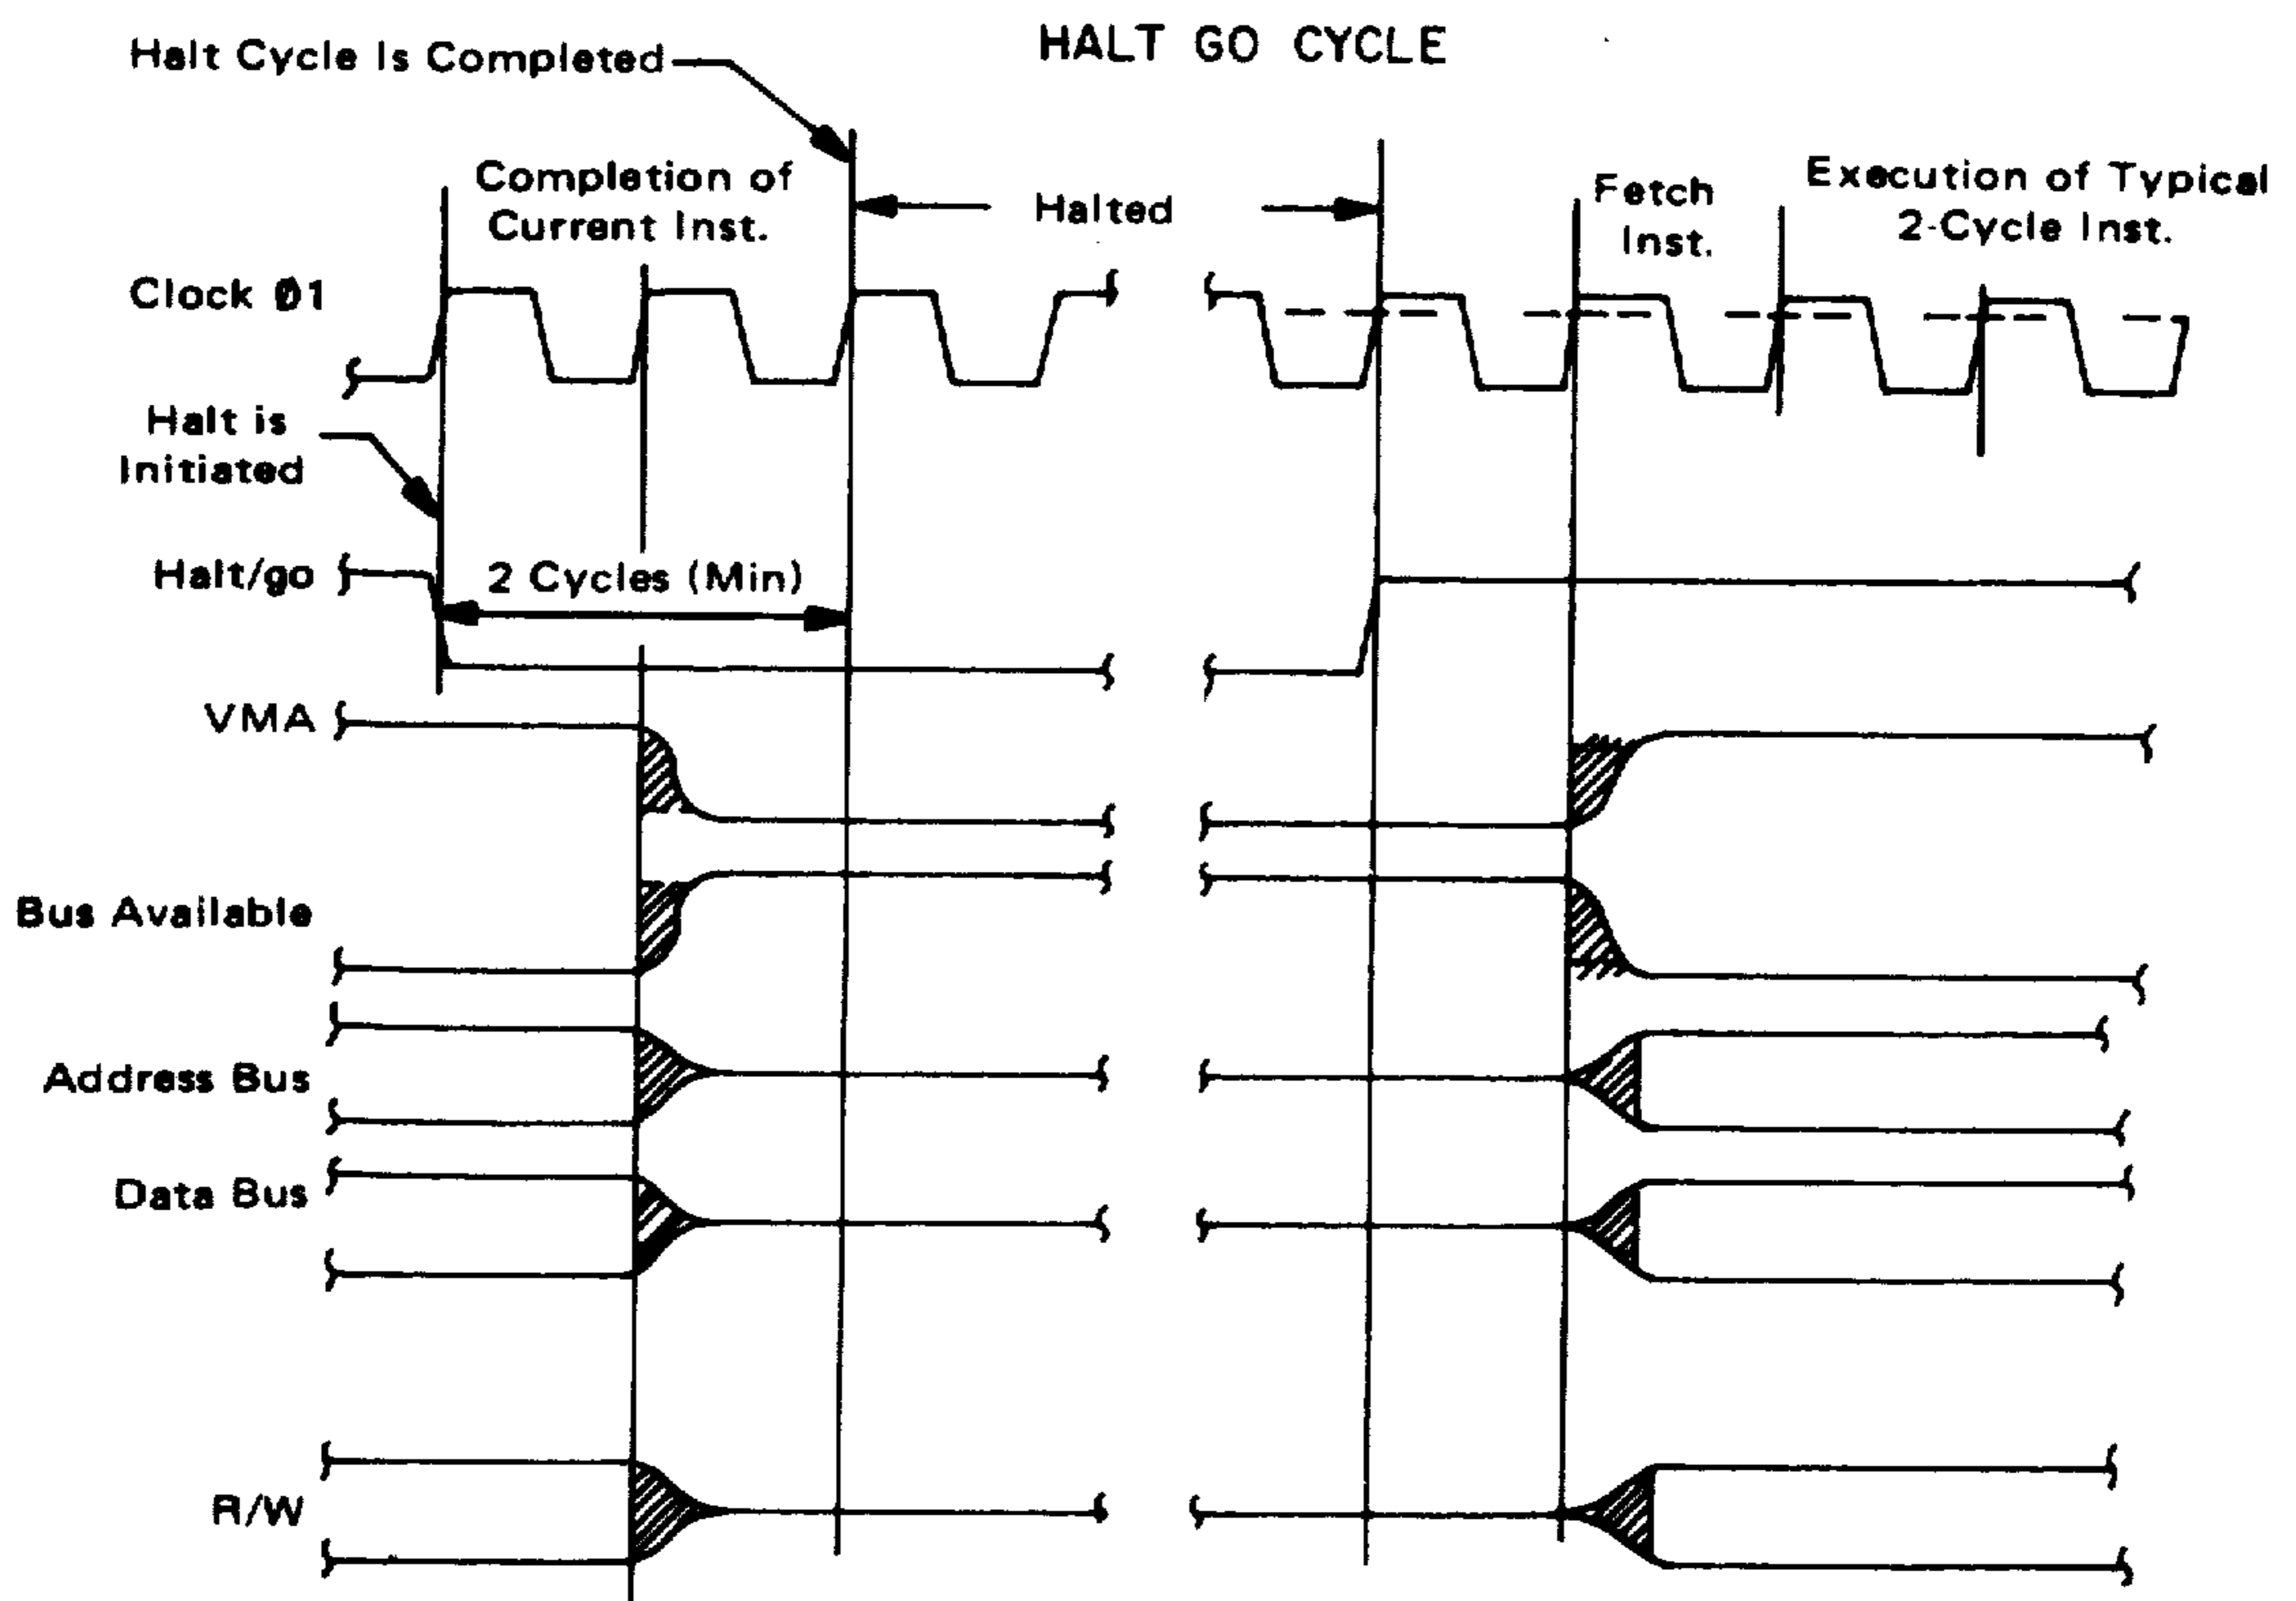 HALT GO CYCLE
Halt Cycle Is Completed
Completion of
Current Inst.
Halted
Fetch
Inst.
Execution of Typical
2-Cycle Inst.
Clock Ø1
Halt is
Initiated
Halt/go
2 Cycles (Min)
VMA
Bus Available
Address Bus
Data Bus
R/W